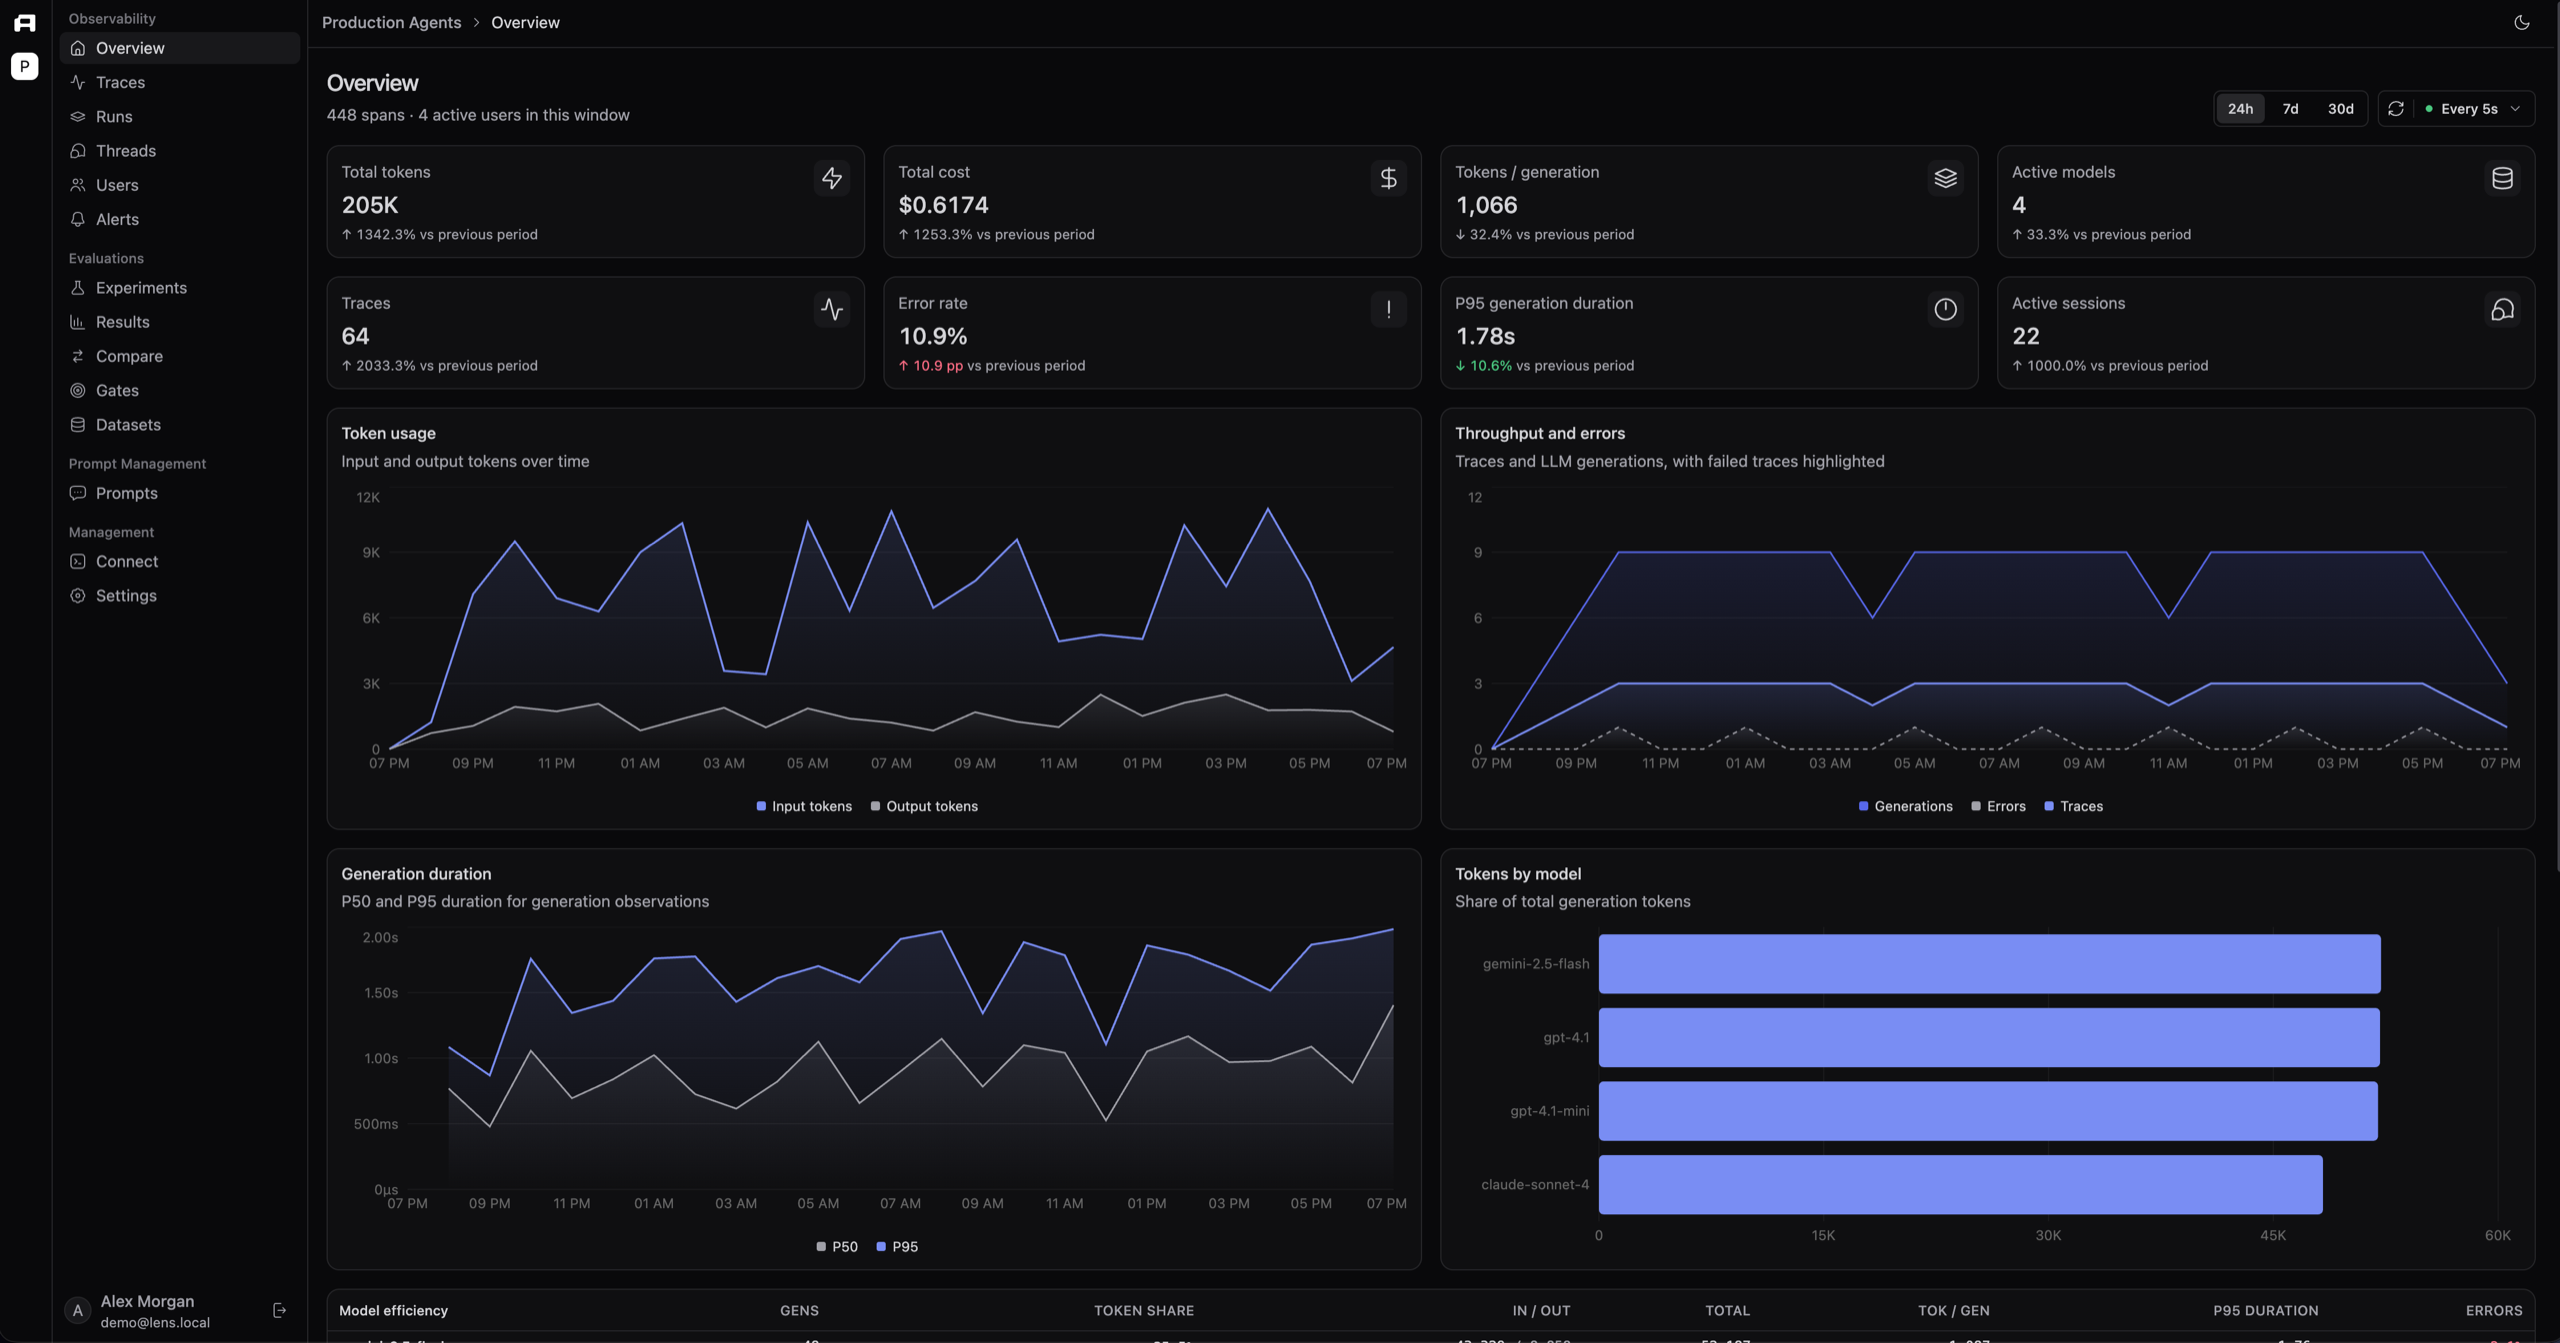 Observability
Overview
Traces
Runs
Threads
Users
Alerts
Evaluations
Experiments
Results
Compare
Gates
Datasets
Prompt Management
Prompts
Management
Connect
Settings
P
A
Alex Morgan
demo@lens.local
Production Agents > Overview
Overview
448 spans · 4 active users in this window
24h 7d 30d Every 5s
Total tokens
205K
↑ 1342.3% vs previous period
Total cost
$0.6174
↑ 1253.3% vs previous period
Tokens / generation
1,066
↓ 32.4% vs previous period
Active models
4
↑ 33.3% vs previous period
Traces
64
↑ 2033.3% vs previous period
Error rate
10.9%
↑ 10.9 pp vs previous period
P95 generation duration
1.78s
↓ 10.6% vs previous period
Active sessions
22
↑ 1000.0% vs previous period
Token usage
Input and output tokens over time
12K
9K
6K
3K
0
07 PM 09 PM 11 PM 01 AM 03 AM 05 AM 07 AM 09 AM 11 AM 01 PM 03 PM 05 PM 07 PM
Input tokens Output tokens
Throughput and errors
Traces and LLM generations, with failed traces highlighted
12
9
6
3
0
07 PM 09 PM 11 PM 01 AM 03 AM 05 AM 07 AM 09 AM 11 AM 01 PM 03 PM 05 PM 07 PM
Generations Errors Traces
Generation duration
P50 and P95 duration for generation observations
2.00s
1.50s
1.00s
500ms
0µs
07 PM 09 PM 11 PM 01 AM 03 AM 05 AM 07 AM 09 AM 11 AM 01 PM 03 PM 05 PM 07 PM
P50 P95
Tokens by model
Share of total generation tokens
gemini-2.5-flash
gpt-4.1
gpt-4.1-mini
claude-sonnet-4
0 15K 30K 45K 60K
Model efficiency GENS TOKEN SHARE IN / OUT TOTAL TOK / GEN P95 DURATION ERRORS